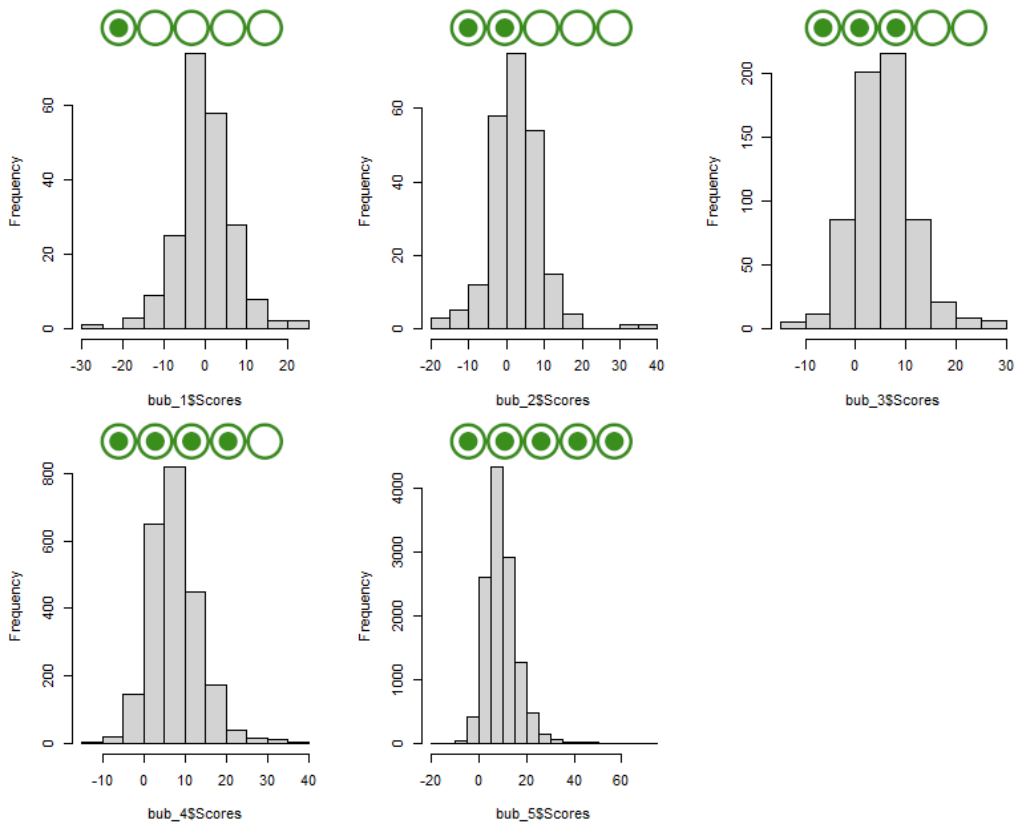 Frequency
0 20 40 60
-30 -20 -10 0 10 20
bub_1$Scores
Frequency
0 20 40 60
-20 -10 0 10 20 30 40
bub_2$Scores
Frequency
0 50 100 150 200
-10 0 10 20 30
bub_3$Scores
Frequency
0 200 400 600 800
-10 0 10 20 30 40
bub_4$Scores
Frequency
0 1000 2000 3000 4000
-20 0 20 40 60
bub_5$Scores